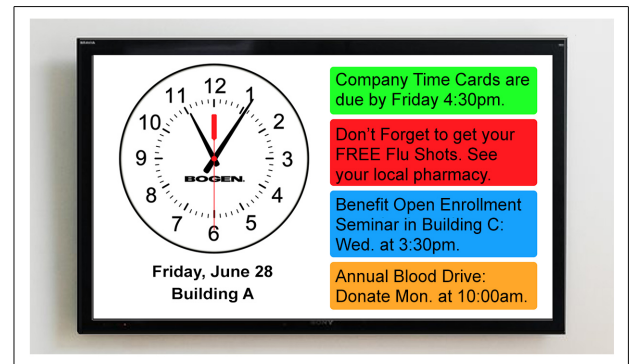 12
1
2
3
4
5
6
7
8
9
10
11
BOGEN
Friday, June 28
Building A
Company Time Cards are
due by Friday 4:30pm.
Don't Forget to get your
FREE Flu Shots. See
your local pharmacy.
Benefit Open Enrollment
Seminar in Building C:
Wed. at 3:30pm.
Annual Blood Drive:
Donate Mon. at 10:00am.
SONY